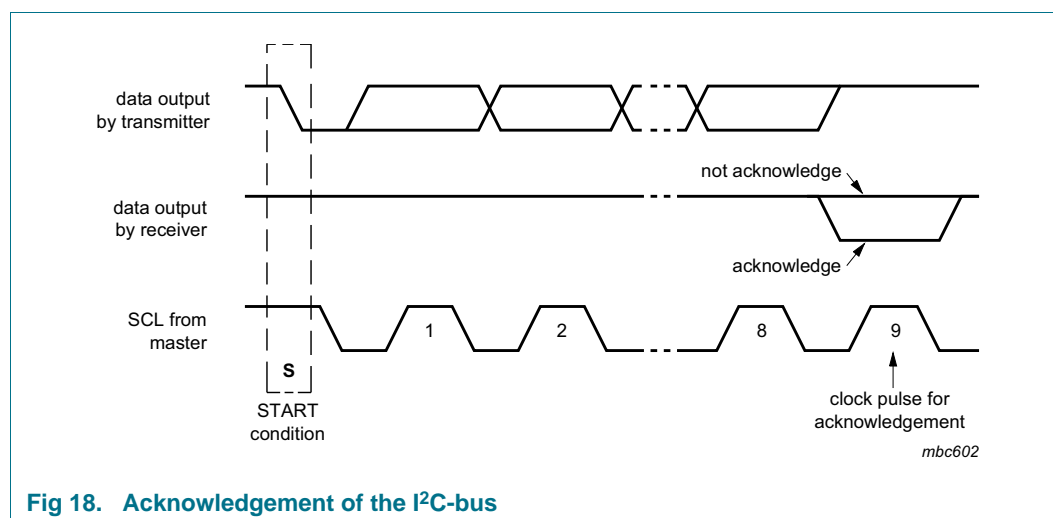 data output
by transmitter
not acknowledge
data output
by receiver
acknowledge
SCL from
master
1
2
8
9
S
START
condition
clock pulse for
acknowledgement
mbc602
Fig 18. Acknowledgement of the I²C-bus